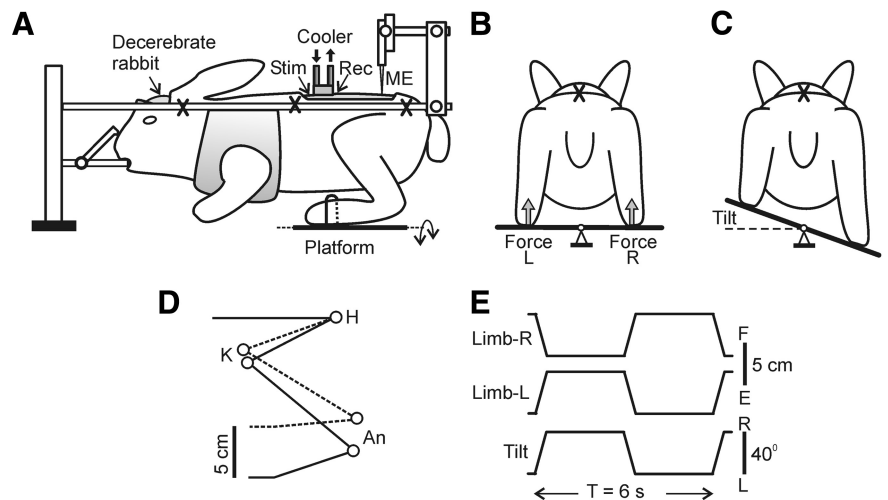 A
Decerebrate
rabbit
Cooler
Stim
Rec
ME
Platform
B
Force
L
Force
R
C
Tilt
D
H
K
An
5 cm
E
Limb-R
Limb-L
Tilt
F
5 cm
E
R
40⁰
L
T = 6 s